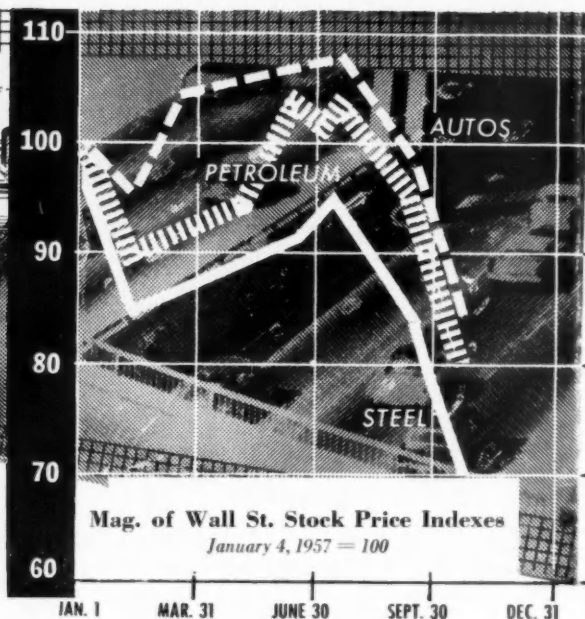 110
100
90
80
70
60
AUTOS
PETROLEUM
STEEL
Mag. of Wall St. Stock Price Indexes
January 4, 1957 = 100
JAN. 1 MAR. 31 JUNE 30 SEPT. 30 DEC. 31